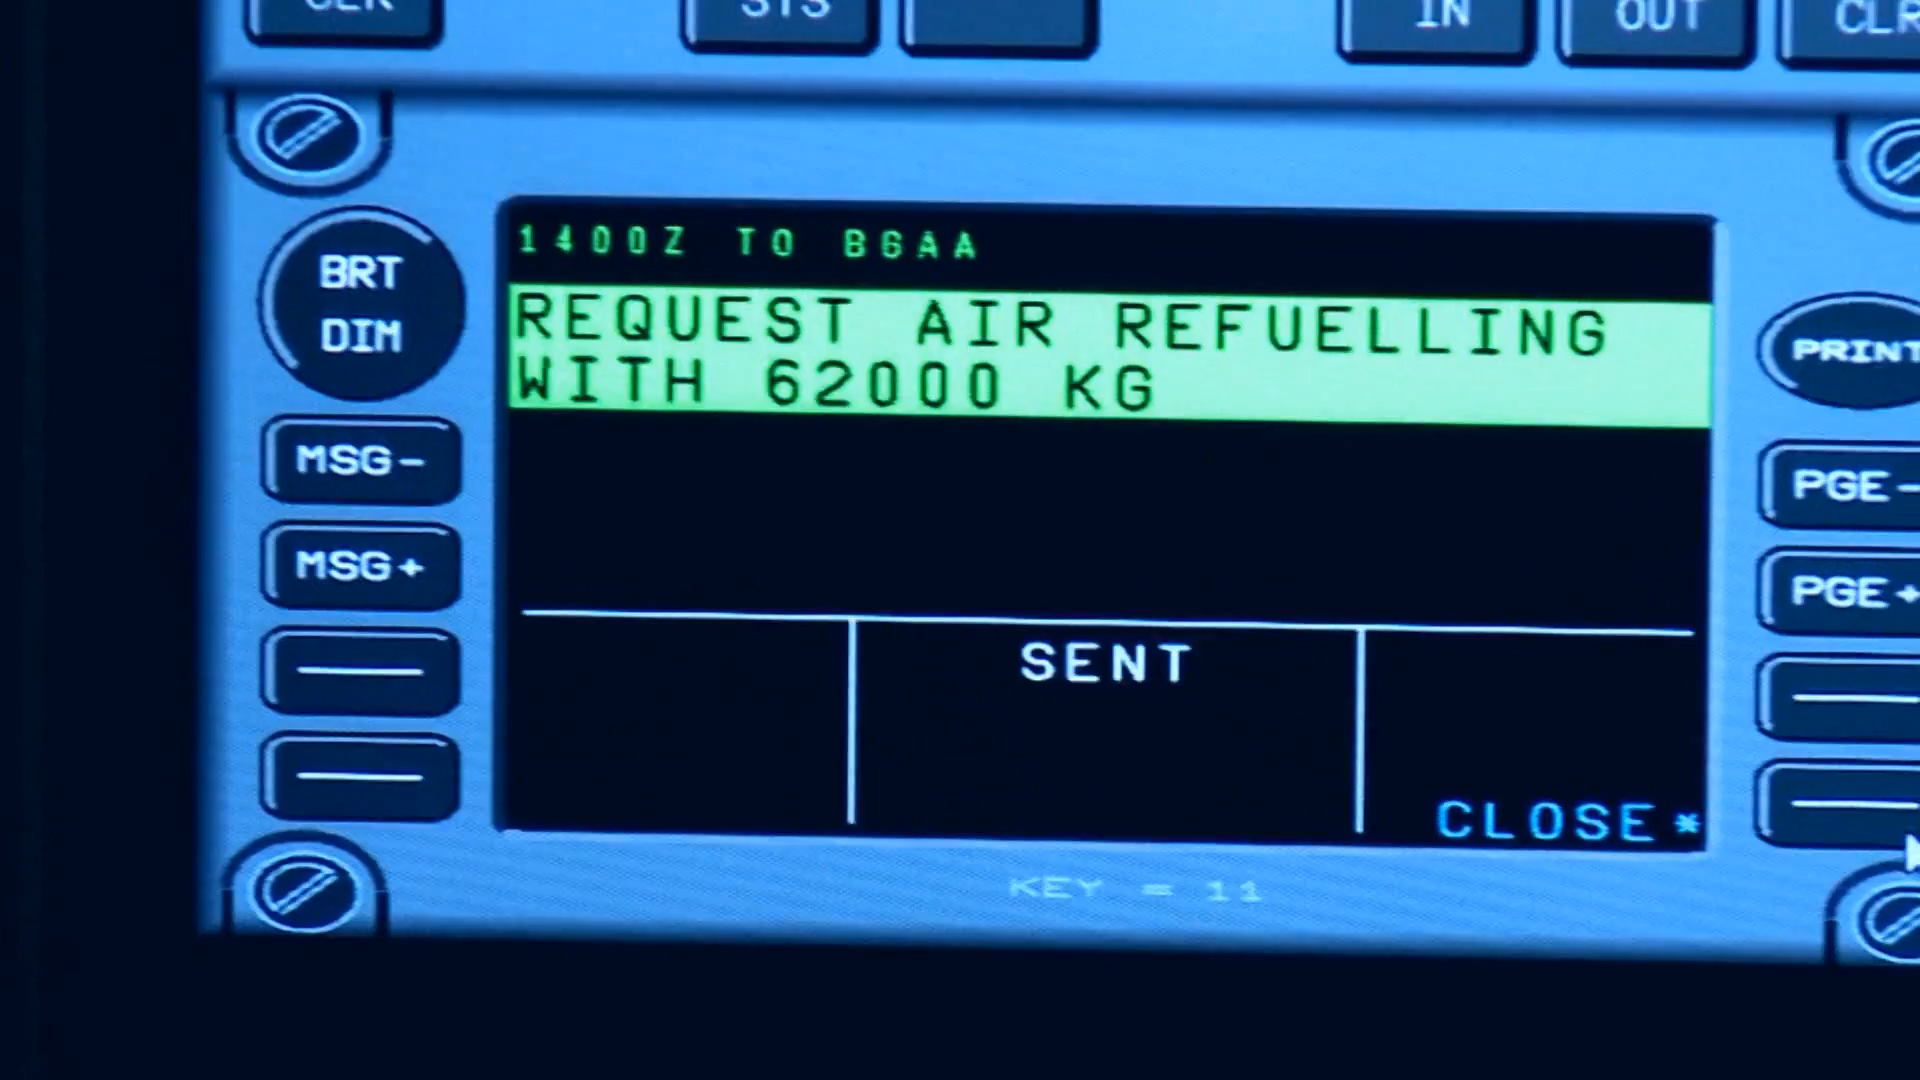 CLR
STS
IN
OUT
CLR
1400Z TO BGAA
REQUEST AIR REFUELLING
WITH 62000 KG
BRT
DIM
MSG-
MSG+
PRINT
PGE-
PGE+
SENT
CLOSE*
KEY = 11